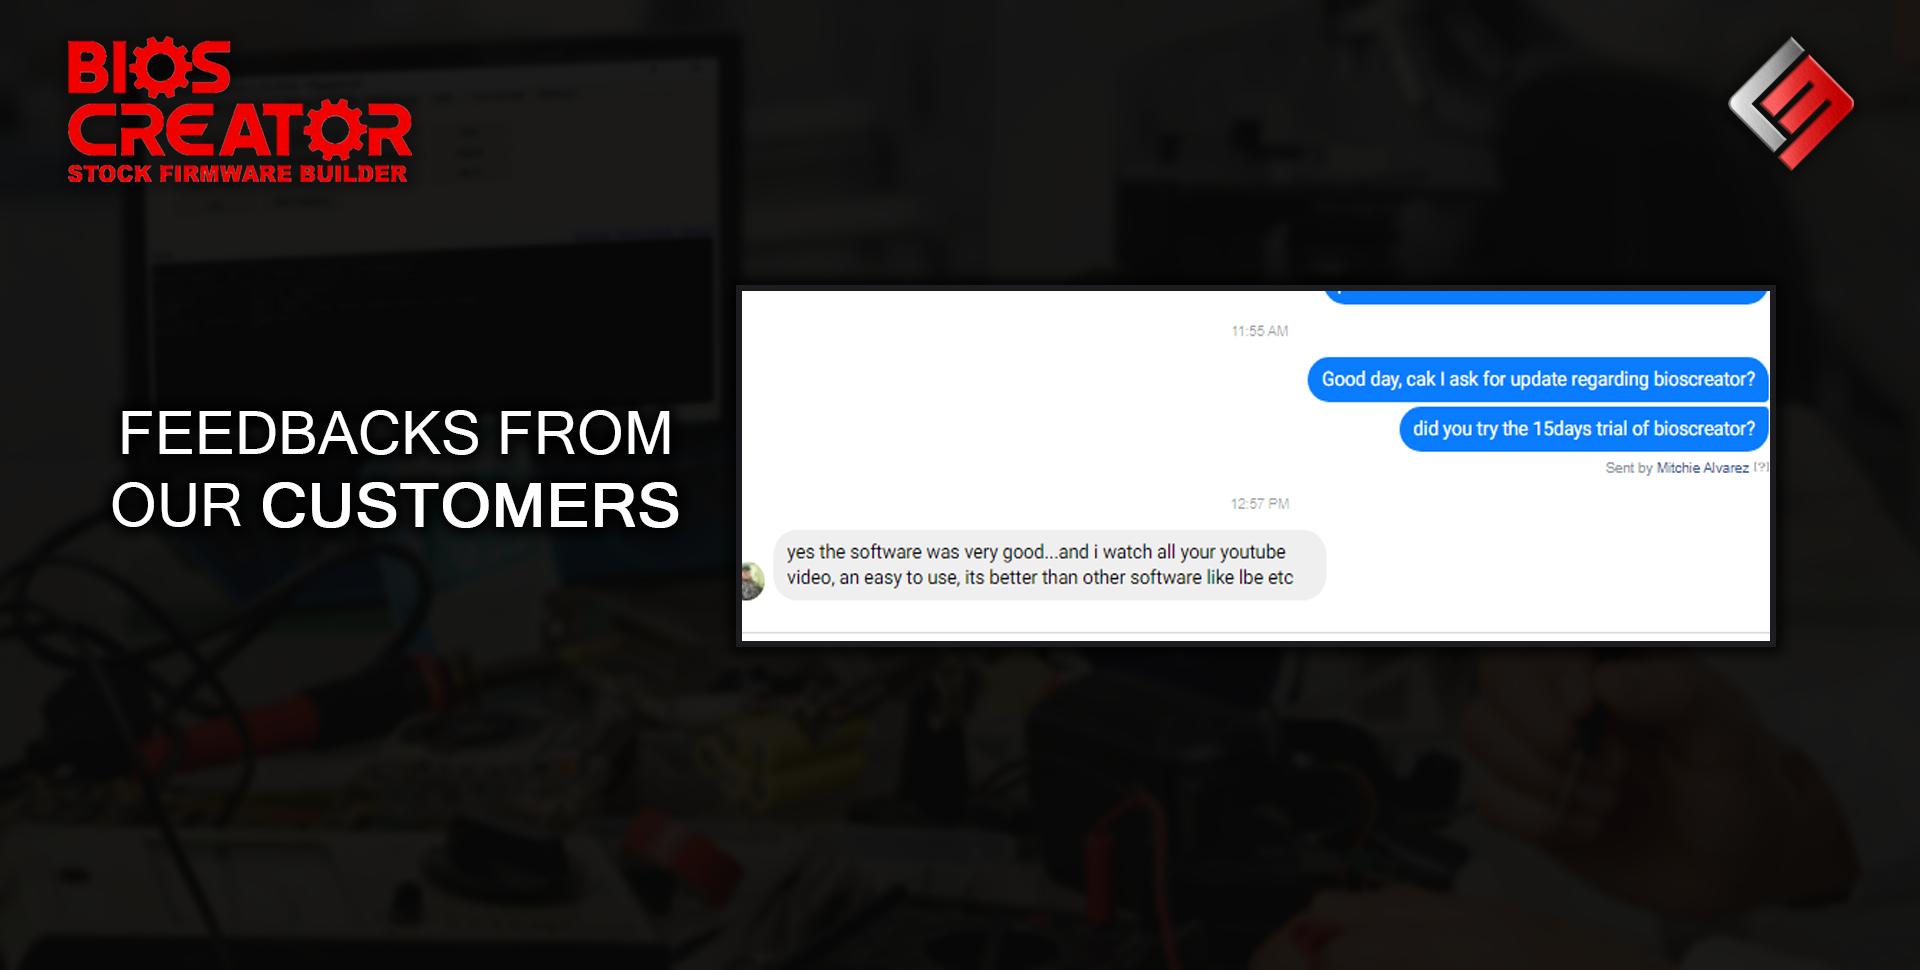 BIOS
CREATOR
STOCK FIRMWARE BUILDER
FEEDBACKS FROM
OUR CUSTOMERS
11:55 AM
Good day, cak I ask for update regarding bioscreator?
did you try the 15days trial of bioscreator?
Sent by Mitchie Alvarez [?]
12:57 PM
yes the software was very good...and i watch all your youtube
video, an easy to use, its better than other software like lbe etc